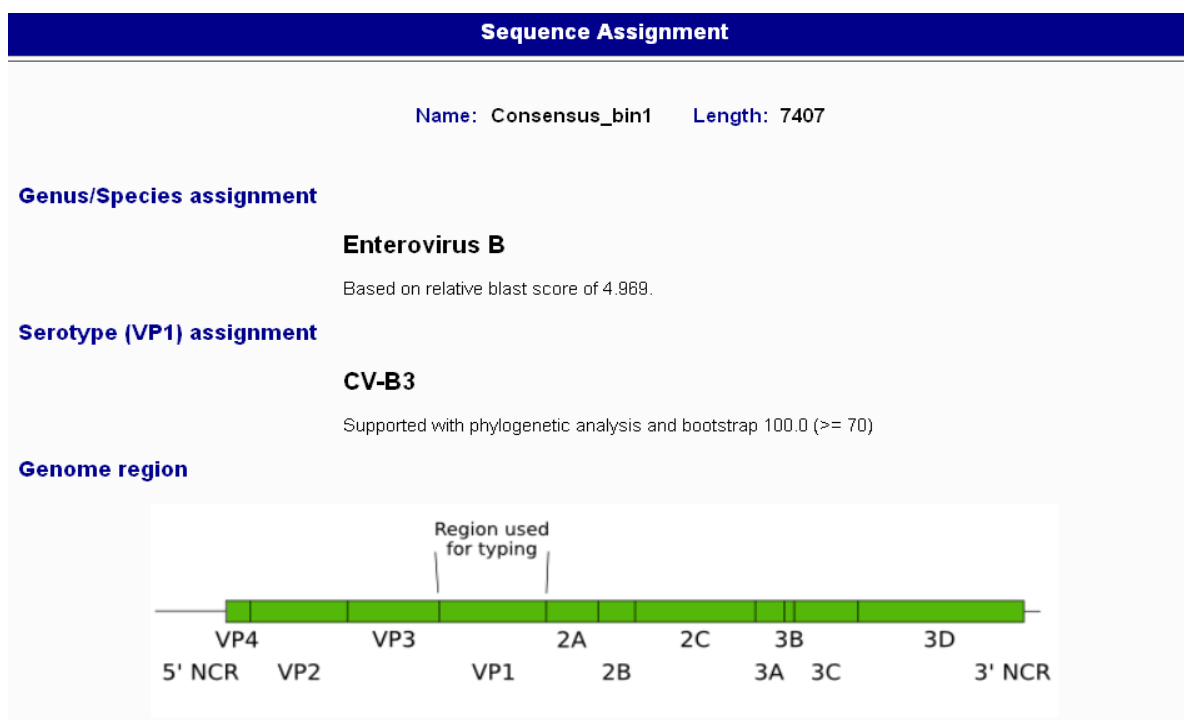 Sequence Assignment
Name: Consensus_bin1 Length: 7407
Genus/Species assignment
Enterovirus B
Based on relative blast score of 4.969.
Serotype (VP1) assignment
CV-B3
Supported with phylogenetic analysis and bootstrap 100.0 (>= 70)
Genome region
Region used
for typing
VP4 VP3 2A 2C 3B 3D
5' NCR VP2 VP1 2B 3A 3C 3' NCR